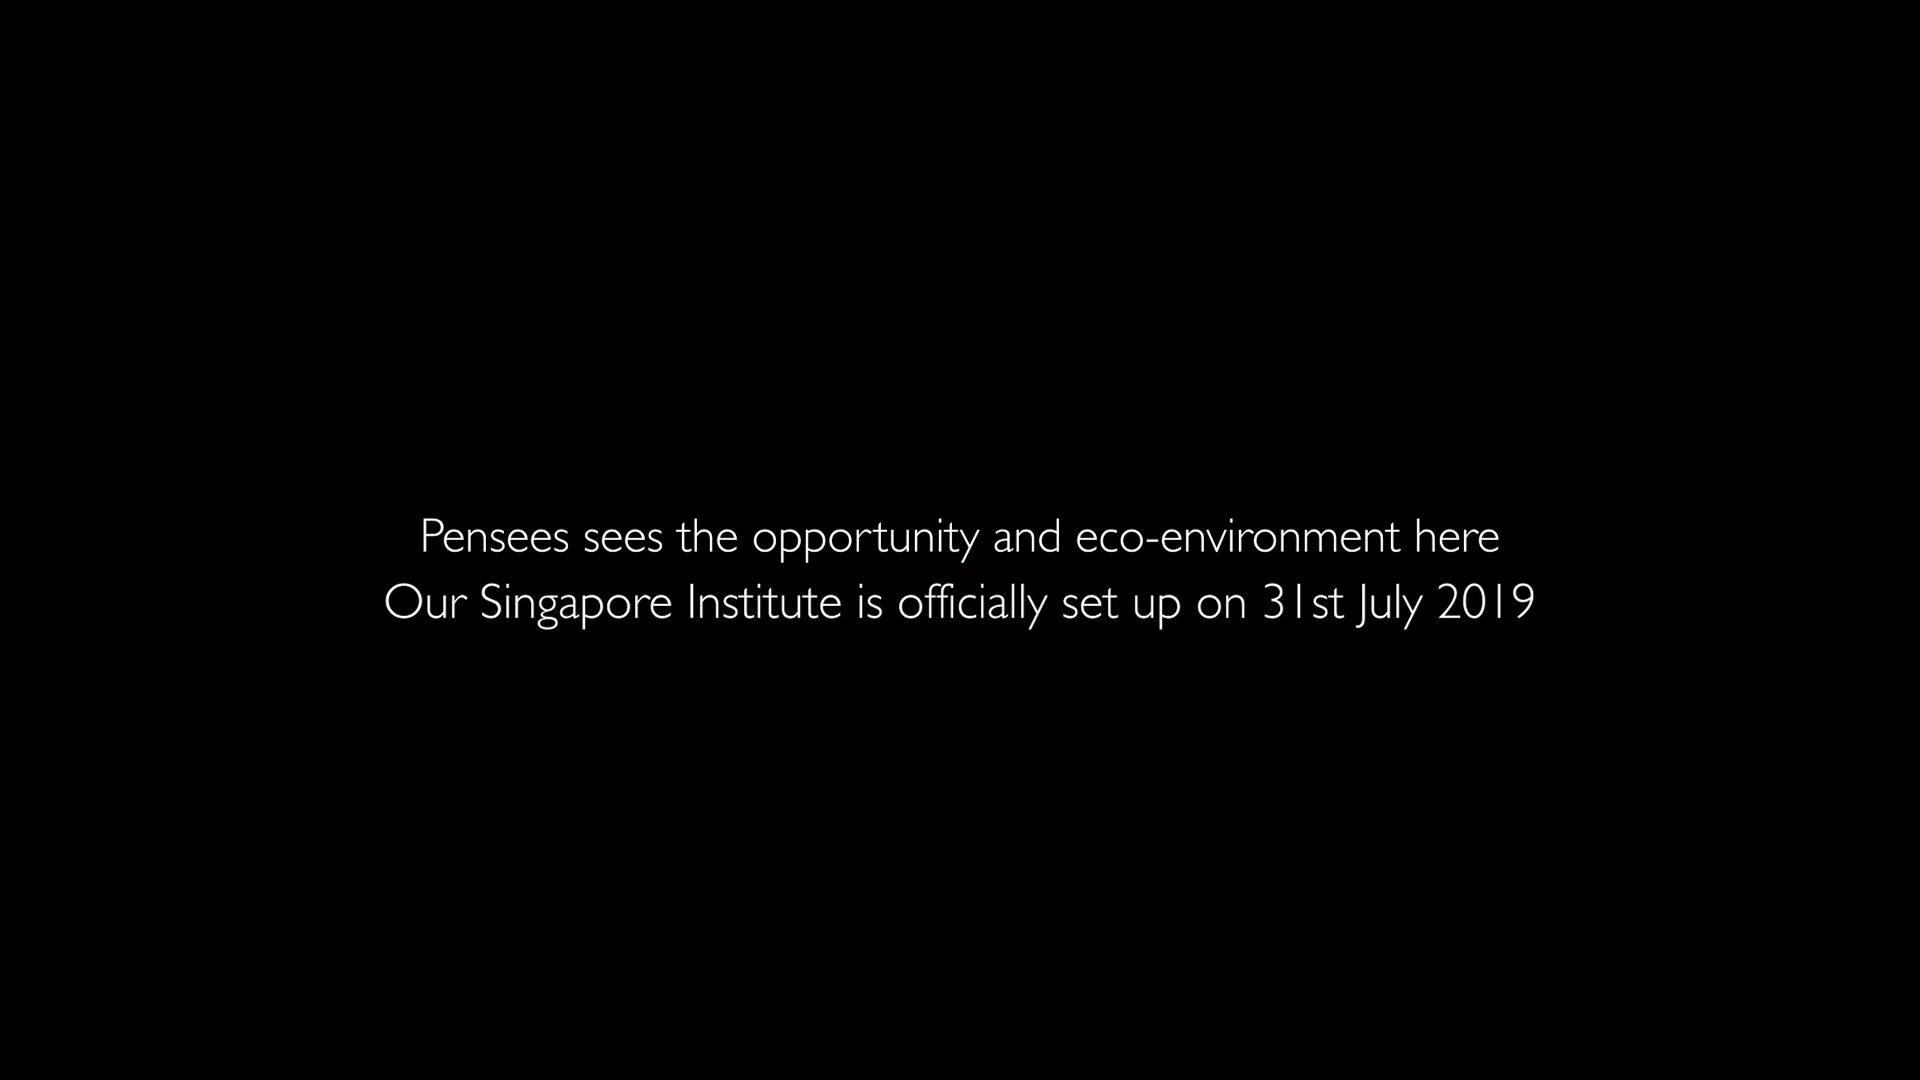 Pensees sees the opportunity and eco-environment here
Our Singapore Institute is officially set up on 31st July 2019